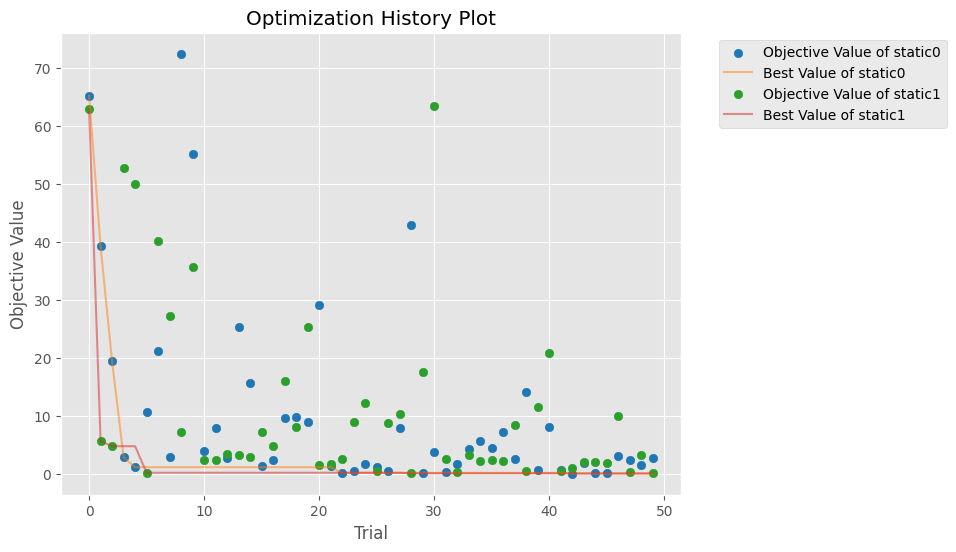 Optimization History Plot
Objective Value of static0
Best Value of static0
Objective Value of static1
Best Value of static1
Objective Value
70
60
50
40
30
20
10
0
0 10 20 30 40 50
Trial